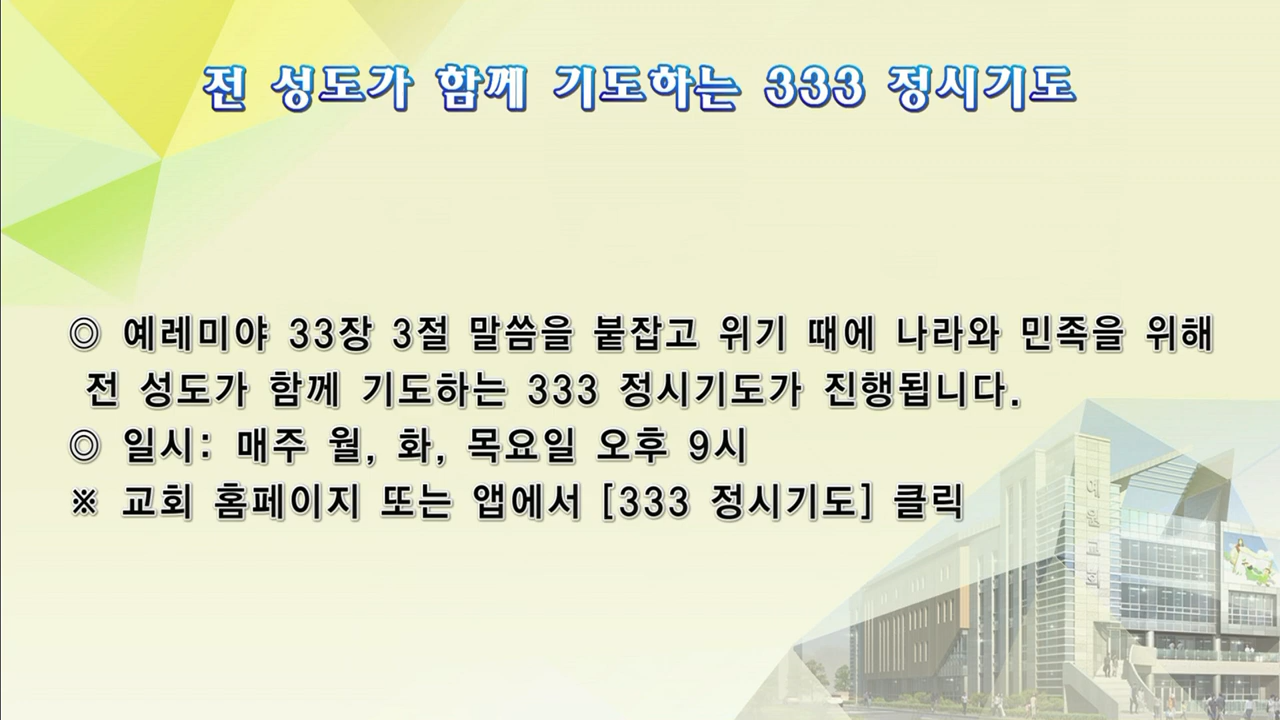 전 성도가 함께 기도하는 333 정시기도
◎ 예레미야 33장 3절 말씀을 붙잡고 위기 때에 나라와 민족을 위해
전 성도가 함께 기도하는 333 정시기도가 진행됩니다.
◎ 일시: 매주 월, 화, 목요일 오후 9시
※ 교회 홈페이지 또는 앱에서 [333 정시기도] 클릭